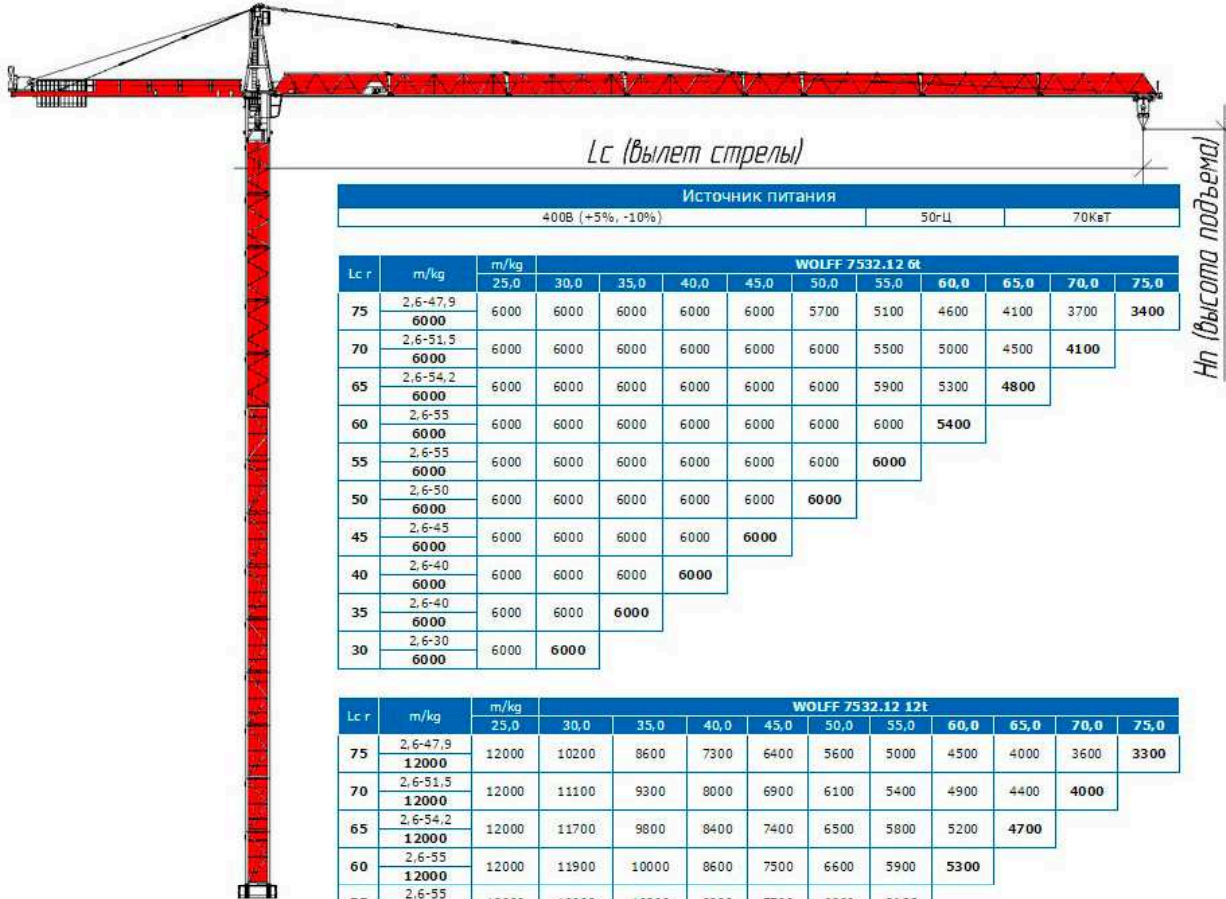 Lc (вылет стрелы)
Нп (высота подъема)
Источник питания
400В (+5%, -10%) 50гЦ 70КвТ
Lc r m/kg m/kg WOLFF 7532.12 6t
25,0 30,0 35,0 40,0 45,0 50,0 55,0 60,0 65,0 70,0 75,0
75 2,6-47,9 6000 6000 6000 6000 6000 5700 5100 4600 4100 3700 3400
6000
70 2,6-51,5 6000 6000 6000 6000 6000 6000 5500 5000 4500 4100
6000
65 2,6-54,2 6000 6000 6000 6000 6000 6000 5900 5300 4800
6000
60 2,6-55 6000 6000 6000 6000 6000 6000 6000 5400
6000
55 2,6-55 6000 6000 6000 6000 6000 6000 6000
6000
50 2,6-50 6000 6000 6000 6000 6000 6000
6000
45 2,6-45 6000 6000 6000 6000 6000
6000
40 2,6-40 6000 6000 6000 6000
6000
35 2,6-40 6000 6000 6000
6000
30 2,6-30 6000 6000
6000
Lc r m/kg m/kg WOLFF 7532.12 12t
25,0 30,0 35,0 40,0 45,0 50,0 55,0 60,0 65,0 70,0 75,0
75 2,6-47,9 12000 10200 8600 7300 6400 5600 5000 4500 4000 3600 3300
12000
70 2,6-51,5 12000 11100 9300 8000 6900 6100 5400 4900 4400 4000
12000
65 2,6-54,2 12000 11700 9800 8400 7400 6500 5800 5200 4700
12000
60 2,6-55 12000 11900 10000 8600 7500 6600 5900 5300
12000
2,6-55